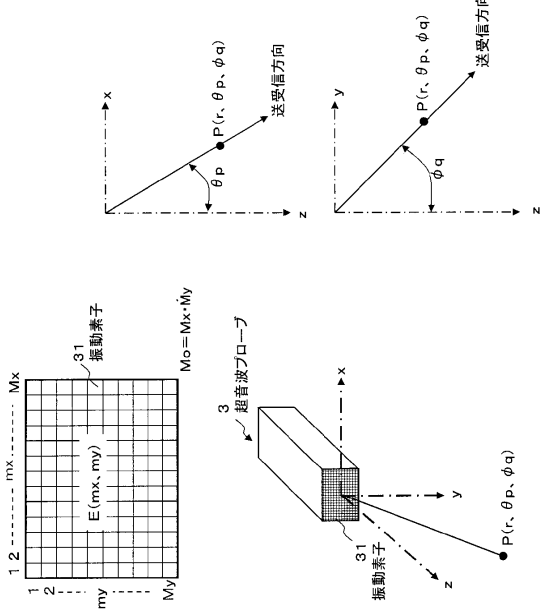 1 2 ------- mx ------- Mx
1
2
my
My
E(mx、my)
31
振動素子
Mo=Mx・My
3
超音波プローブ
x
y
z
31
振動素子
P(r、θp、φq)
x
z
θp
P(r、θp、φq)
送受信方向
y
z
φq
P(r、θp、φq)
送受信方向